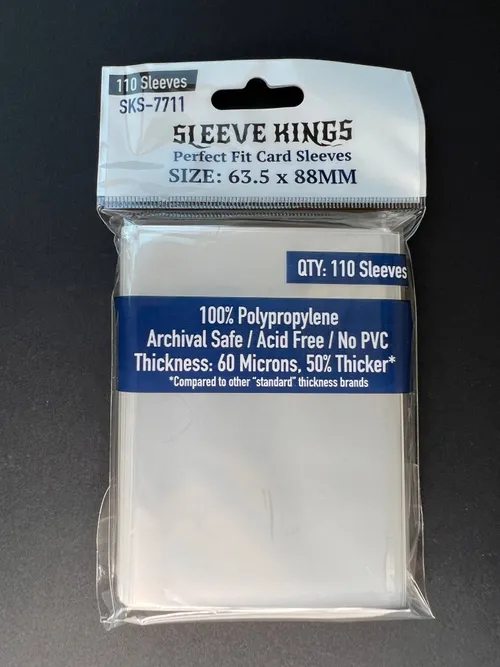 110 Sleeves
SKS-7711
SLEEVE KINGS
Perfect Fit Card Sleeves
SIZE: 63.5 x 88MM
QTY: 110 Sleeves
100% Polypropylene
Archival Safe / Acid Free / No PVC
Thickness: 60 Microns, 50% Thicker*
*Compared to other "standard" thickness brands